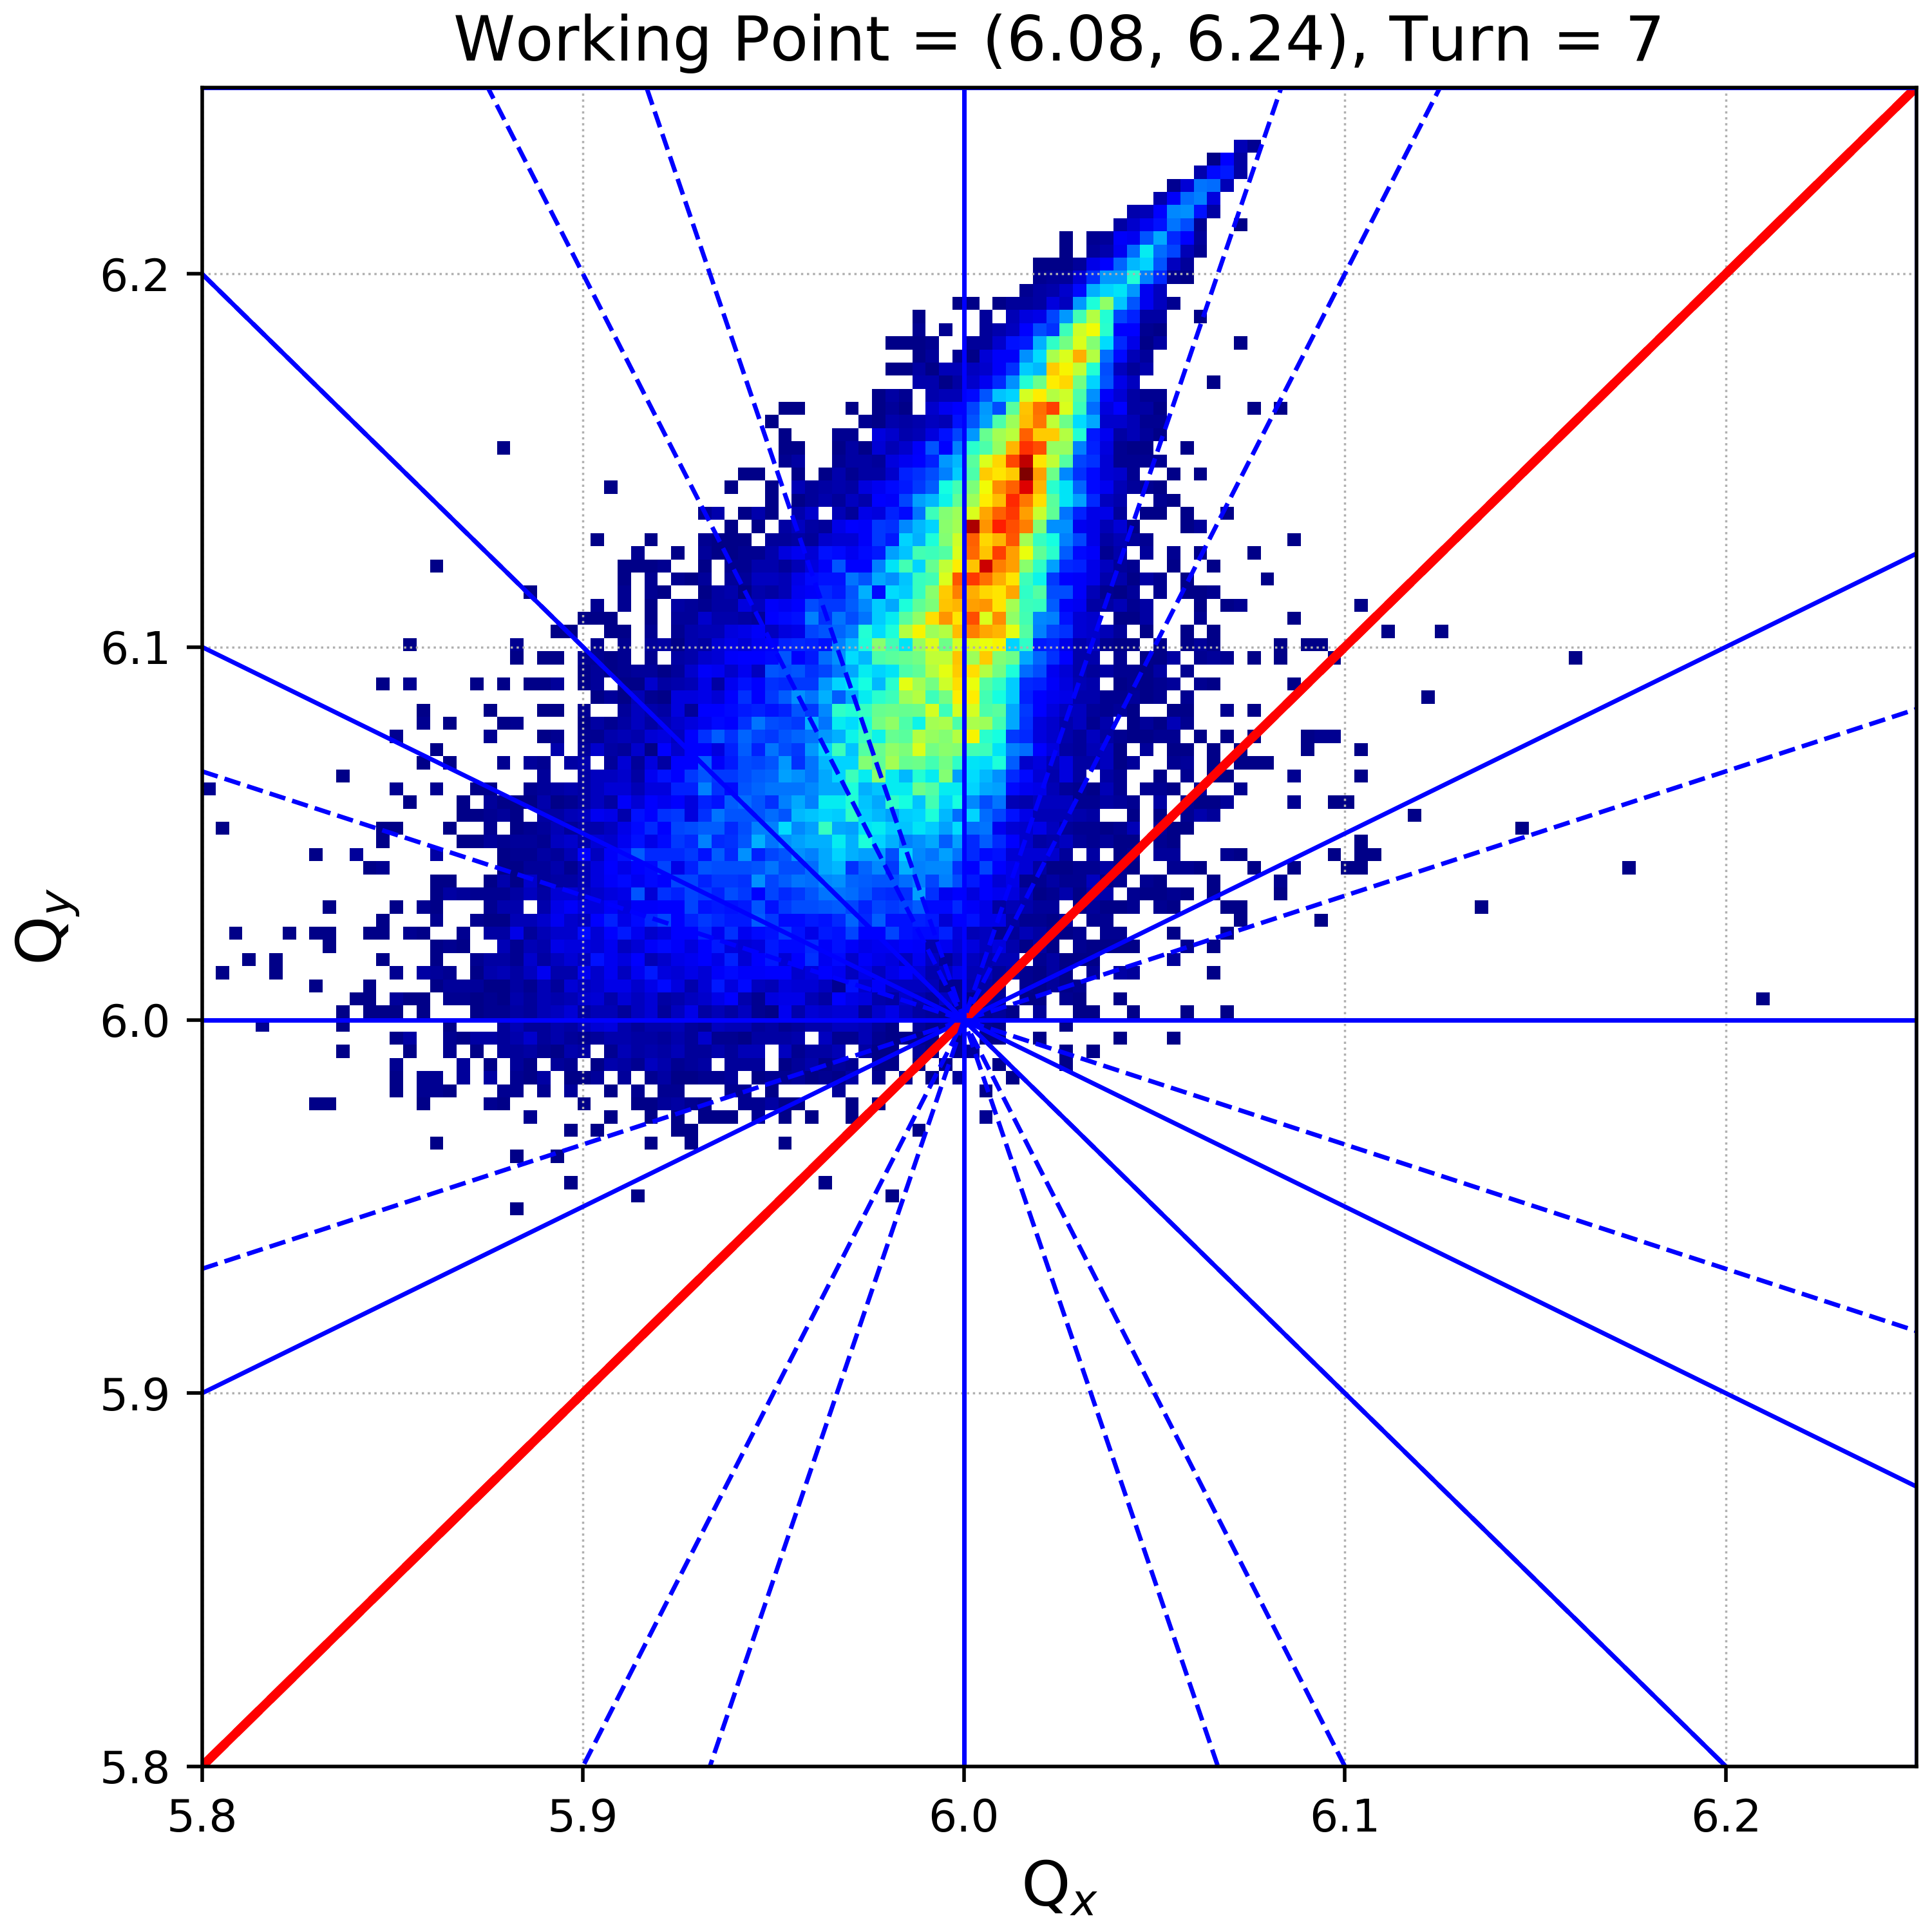 Working Point = (6.08, 6.24), Turn = 7
6.2
6.1
6.0
5.9
5.8
Qy
5.8 5.9 6.0 6.1 6.2
Qx